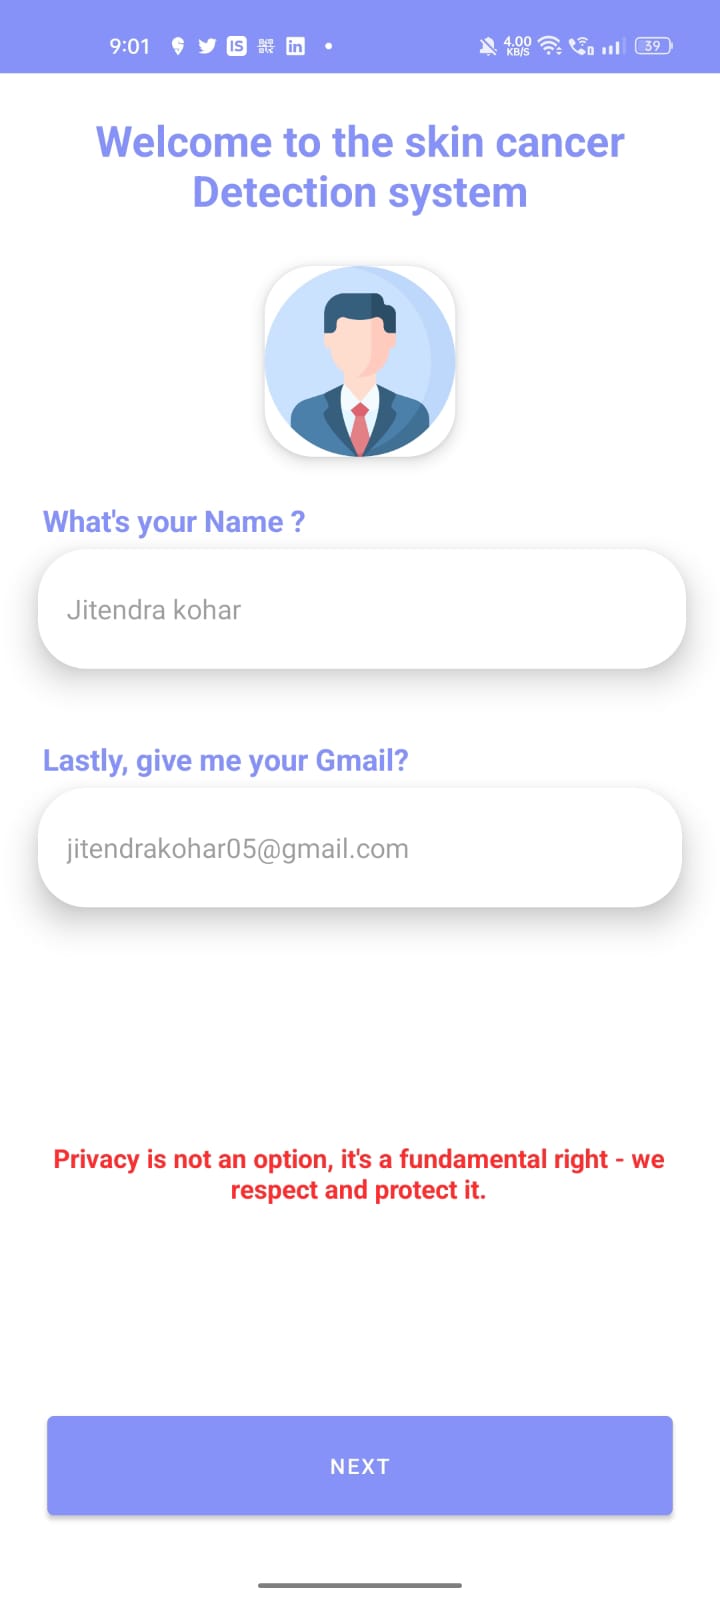 9:01 IS in 4.00 KB/S 39
Welcome to the skin cancer
Detection system
What's your Name ?
Jitendra kohar
Lastly, give me your Gmail?
jitendrakohar05@gmail.com
Privacy is not an option, it's a fundamental right - we
respect and protect it.
NEXT